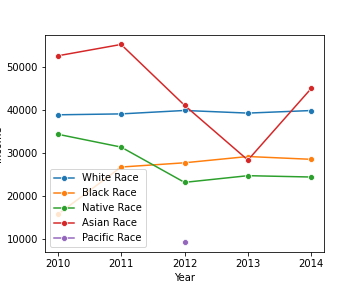 50000
40000
30000
20000
10000
White Race
Black Race
Native Race
Asian Race
Pacific Race
2010 2011 2012 2013 2014
Year